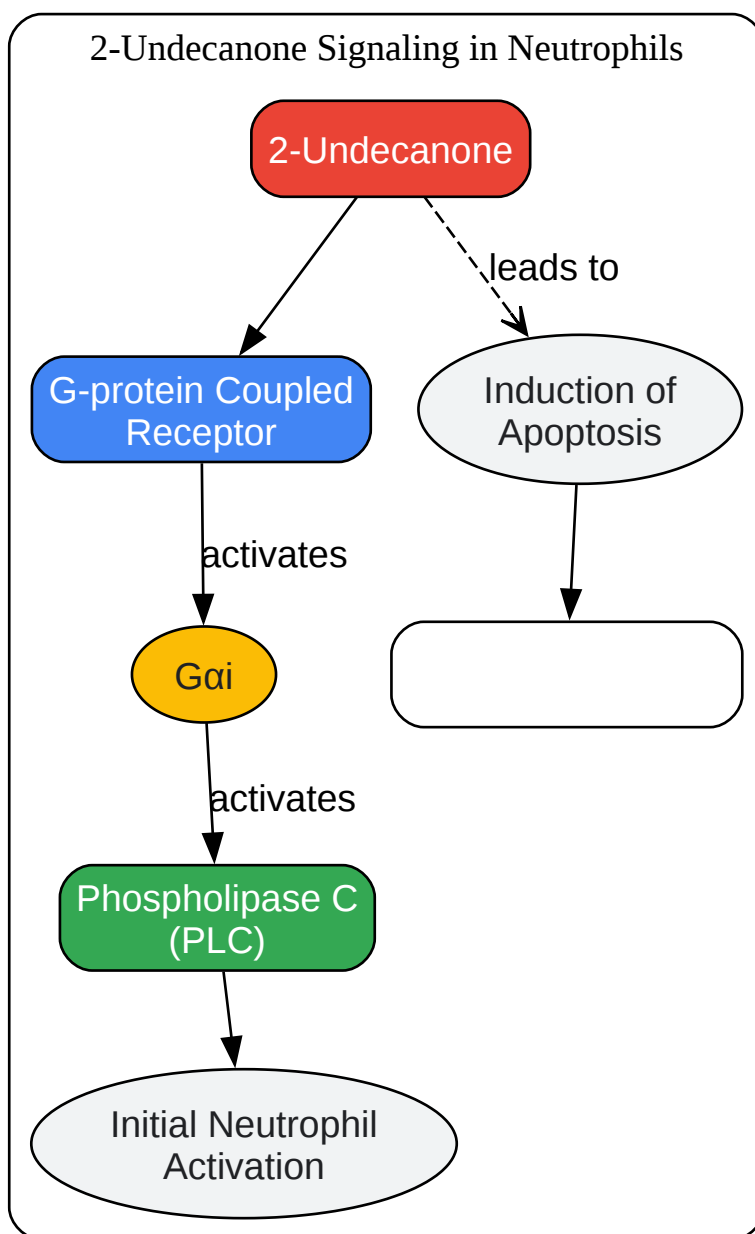 2-Undecanone Signaling in Neutrophils
2-Undecanone
leads to
G-protein Coupled
Receptor
Induction of
Apoptosis
activates
Gαi
activates
Phospholipase C
(PLC)
Initial Neutrophil
Activation